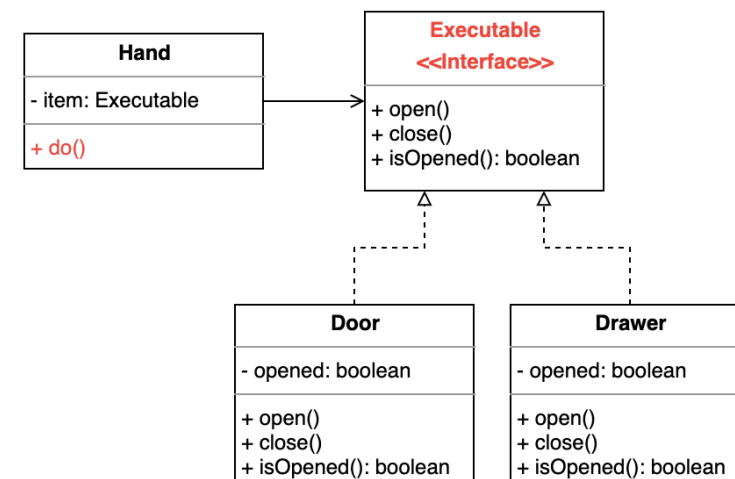 Hand
- item: Executable
+ do()
Executable
<<Interface>>
+ open()
+ close()
+ isOpened(): boolean
Door
- opened: boolean
+ open()
+ close()
+ isOpened(): boolean
Drawer
- opened: boolean
+ open()
+ close()
+ isOpened(): boolean